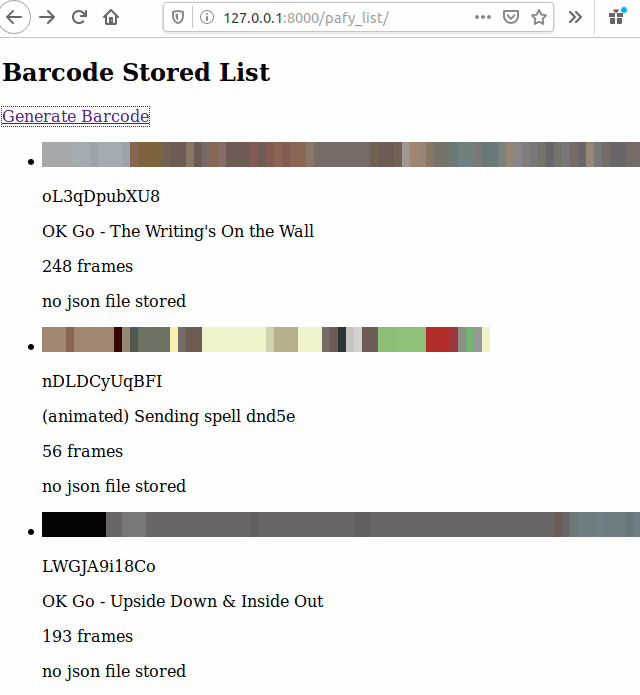 127.0.0.1:8000/pafy_list/
Barcode Stored List
Generate Barcode
oL3qDpubXU8
OK Go - The Writing's On the Wall
248 frames
no json file stored
nDLDCyUqBFI
(animated) Sending spell dnd5e
56 frames
no json file stored
LWGJA9i18Co
OK Go - Upside Down & Inside Out
193 frames
no json file stored